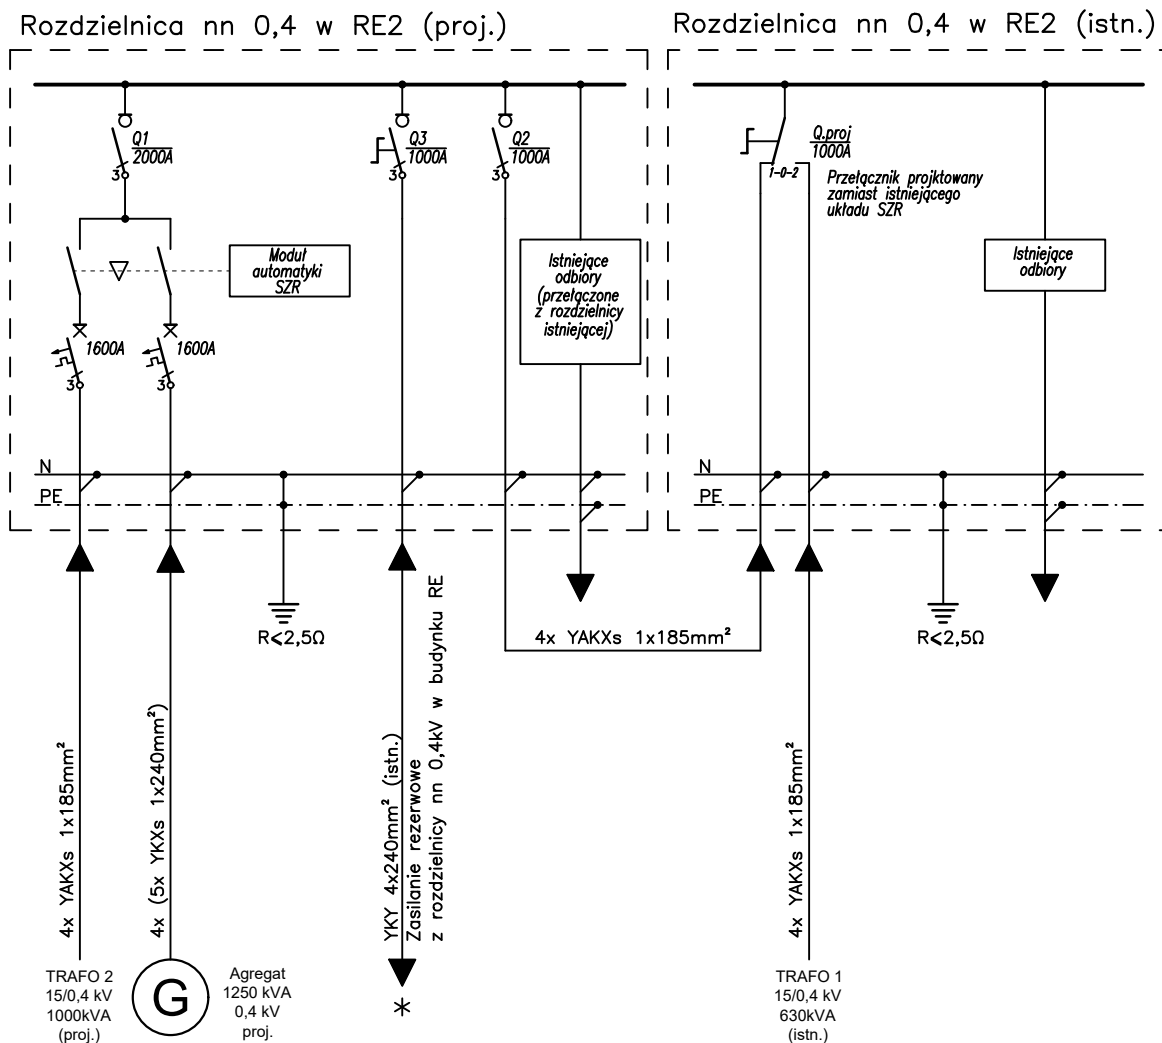 Rozdzielnica nn 0,4 w RE2 (proj.)
Rozdzielnica nn 0,4 w RE2 (istn.)
Q1
2000A
3
Q3
1000A
3
Q2
1000A
3
Q.proj
1000A
1-0-2
Przełącznik projktowany
zamiast istniejącego
układu SZR
Moduł
automatyki
SZR
Istniejące
odbiory
(przełączone
z rozdzielnicy
istniejącej)
Istniejące
odbiory
1600A
3
1600A
3
N
PE
N
PE
R⩽2,5Ω
R⩽2,5Ω
4x YAKXs 1x185mm²
4x YAKXs 1x185mm²
4x (5x YKXs 1x240mm²)
YKY 4x240mm² (istn.)
Zasilanie rezerwowe
z rozdzielnicy nn 0,4kV w budynku RE
4x YAKXs 1x185mm²
TRAFO 2
15/0,4 kV
1000kVA
(proj.)
G
Agregat
1250 kVA
0,4 kV
proj.
*
TRAFO 1
15/0,4 kV
630kVA
(istn.)